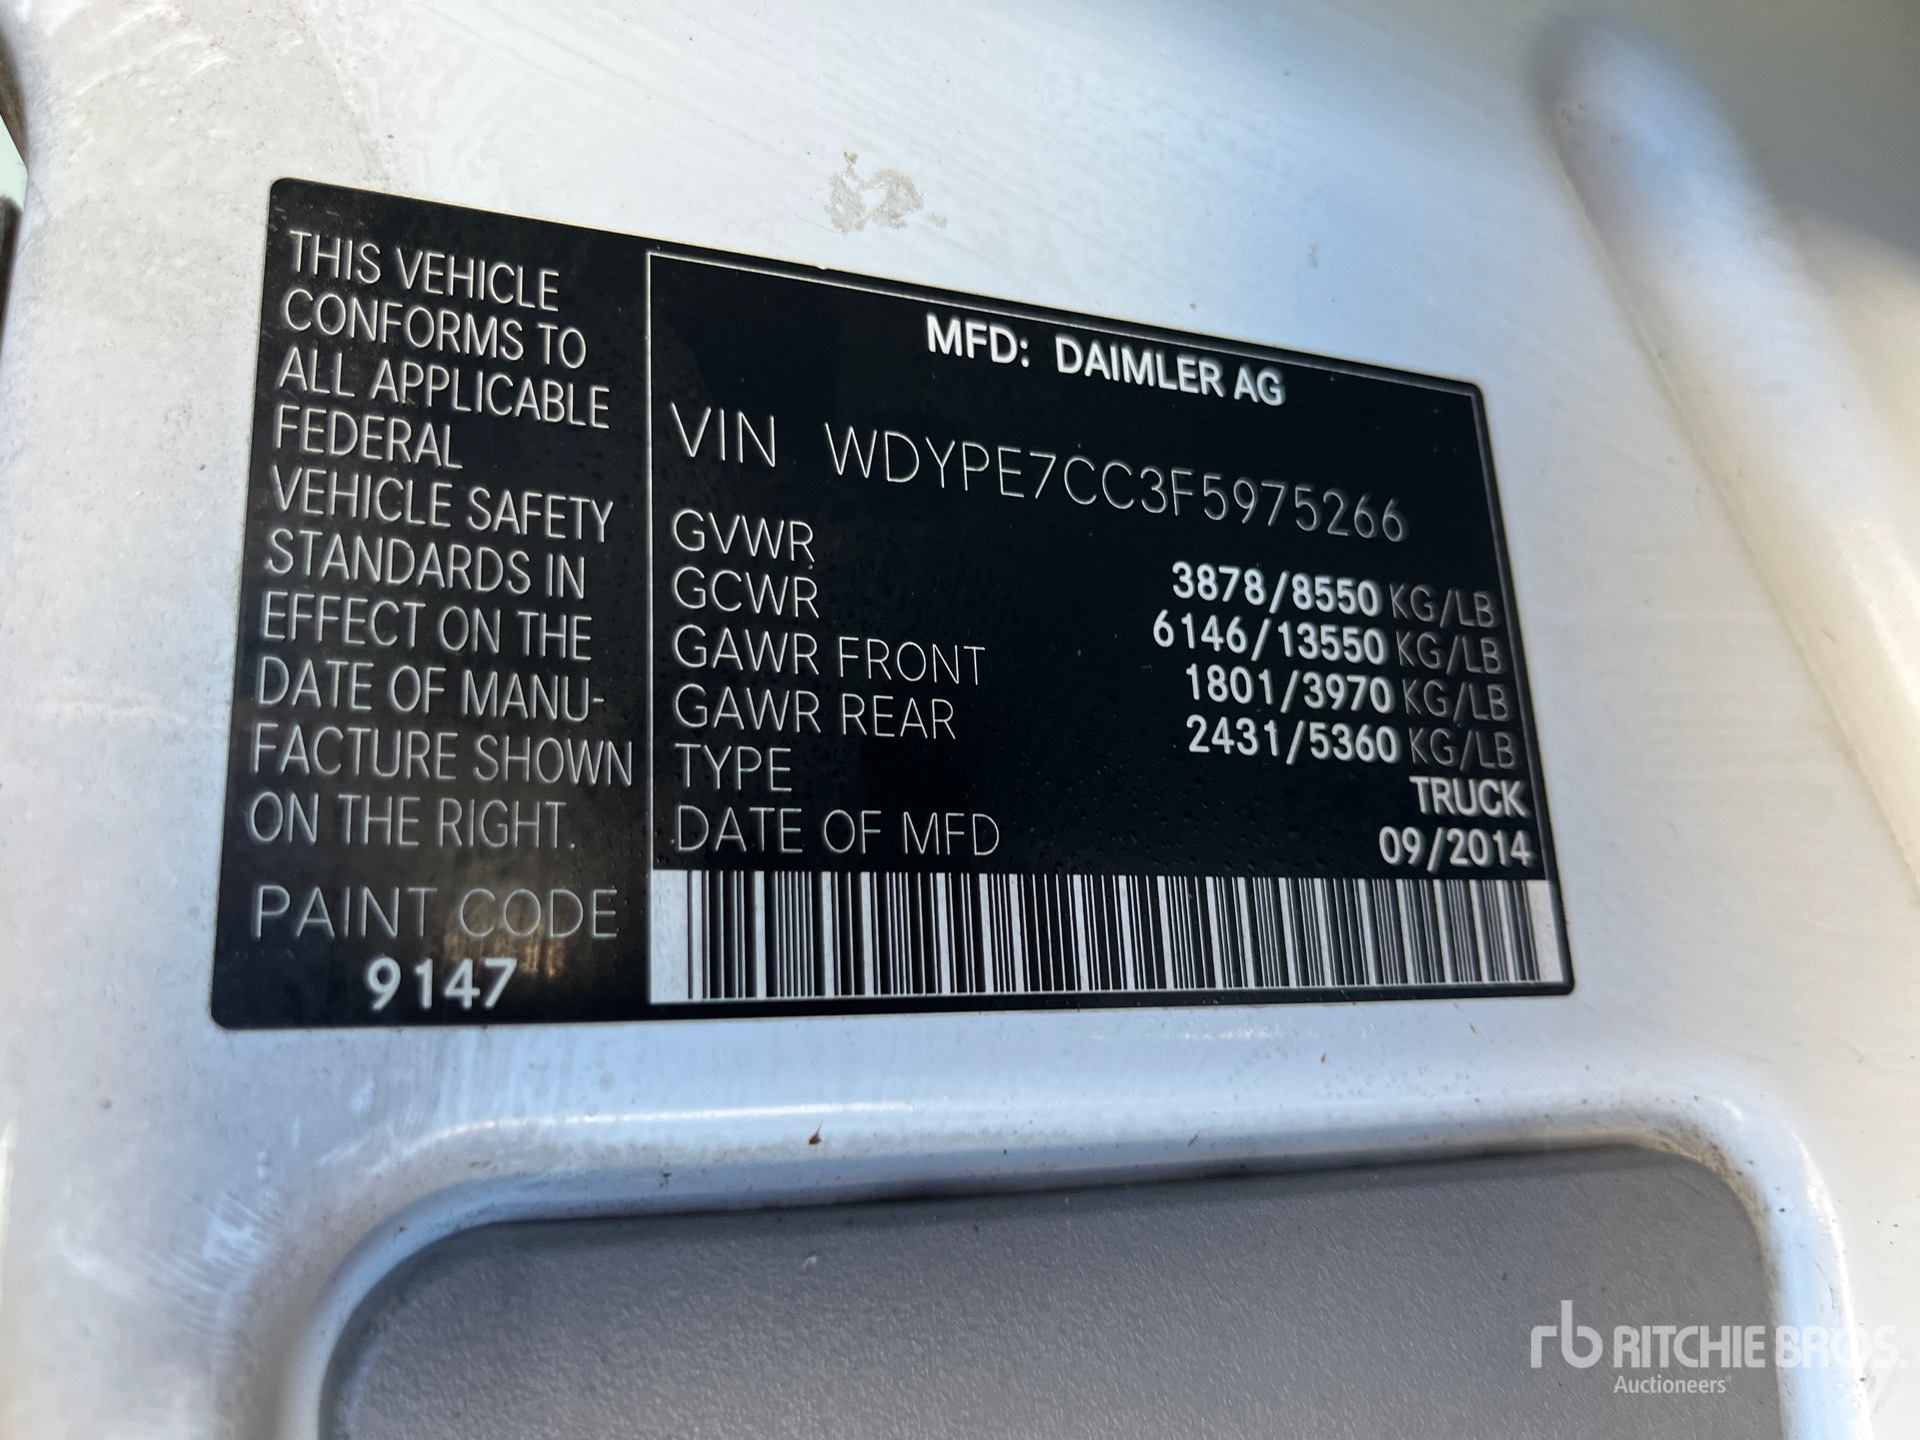 THIS VEHICLE
CONFORMS TO
ALL APPLICABLE
FEDERAL
VEHICLE SAFETY
STANDARDS IN
EFFECT ON THE
DATE OF MANU-
FACTURE SHOWN
ON THE RIGHT.
PAINT CODE
9147
MFD: DAIMLER AG
VIN WDYPE7CC3F5975266
GVWR 3878/8550 KG/LB
GCWR 6146/13550 KG/LB
GAWR FRONT 1801/3970 KG/LB
GAWR REAR 2431/5360 KG/LB
TYPE TRUCK
DATE OF MFD 09/2014
rb RITCHIE BROS.
Auctioneers